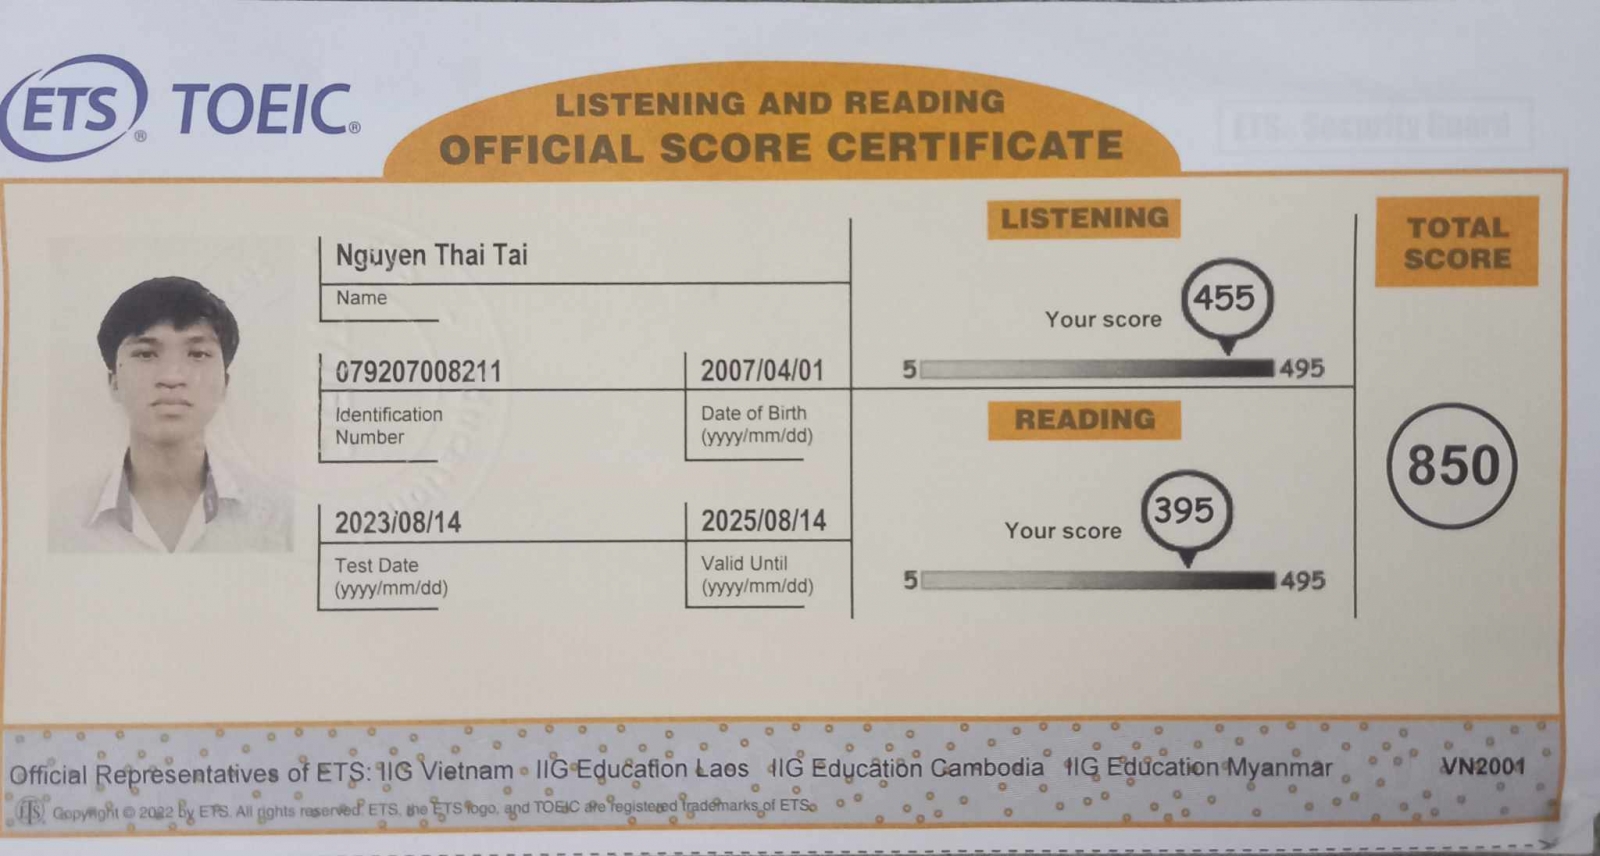 ETS® TOEIC®
LISTENING AND READING
OFFICIAL SCORE CERTIFICATE
ETS® Security Guard
Nguyen Thai Tai
Name
079207008211
Identification
Number
2007/04/01
Date of Birth
(yyyy/mm/dd)
2023/08/14
Test Date
(yyyy/mm/dd)
2025/08/14
Valid Until
(yyyy/mm/dd)
LISTENING
Your score
455
5
495
READING
Your score
395
5
495
TOTAL
SCORE
850
Official Representatives of ETS: IIG Vietnam IIG Education Laos IIG Education Cambodia IIG Education Myanmar
VN2001
ETS Copyright © 2022 by ETS. All rights reserved. ETS, the ETS logo, and TOEIC are registered trademarks of ETS.